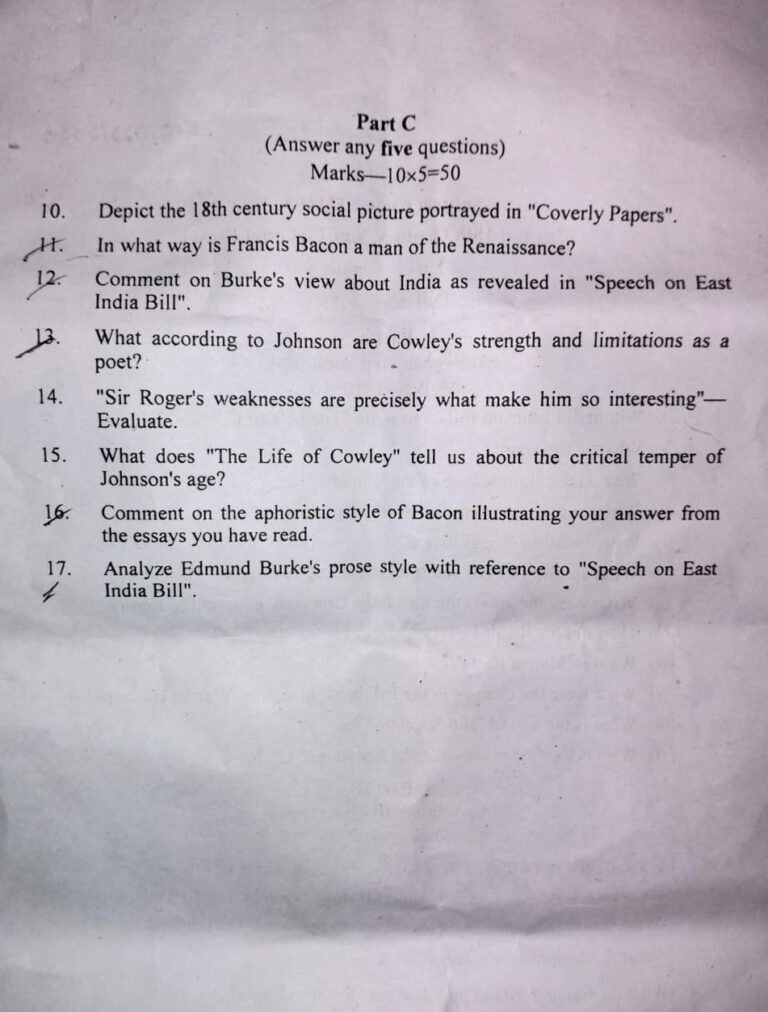 Part C
(Answer any five questions)
Marks—10×5=50
10. Depict the 18th century social picture portrayed in "Coverly Papers".
11. In what way is Francis Bacon a man of the Renaissance?
12. Comment on Burke's view about India as revealed in "Speech on East
India Bill".
13. What according to Johnson are Cowley's strength and limitations as a
poet?
14. "Sir Roger's weaknesses are precisely what make him so interesting"—
Evaluate.
15. What does "The Life of Cowley" tell us about the critical temper of
Johnson's age?
16. Comment on the aphoristic style of Bacon illustrating your answer from
the essays you have read.
17. Analyze Edmund Burke's prose style with reference to "Speech on East
India Bill".